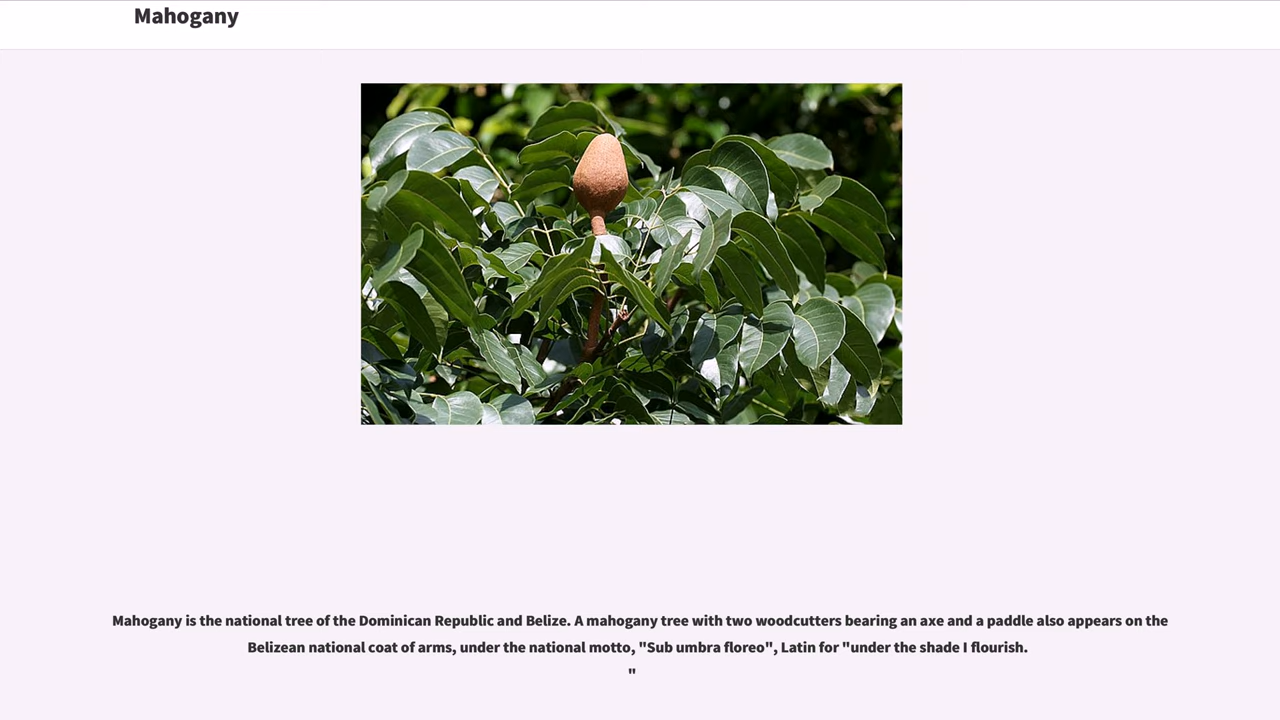 Mahogany
Mahogany is the national tree of the Dominican Republic and Belize. A mahogany tree with two woodcutters bearing an axe and a paddle also appears on the
Belizean national coat of arms, under the national motto, "Sub umbra floreo", Latin for "under the shade I flourish.
"